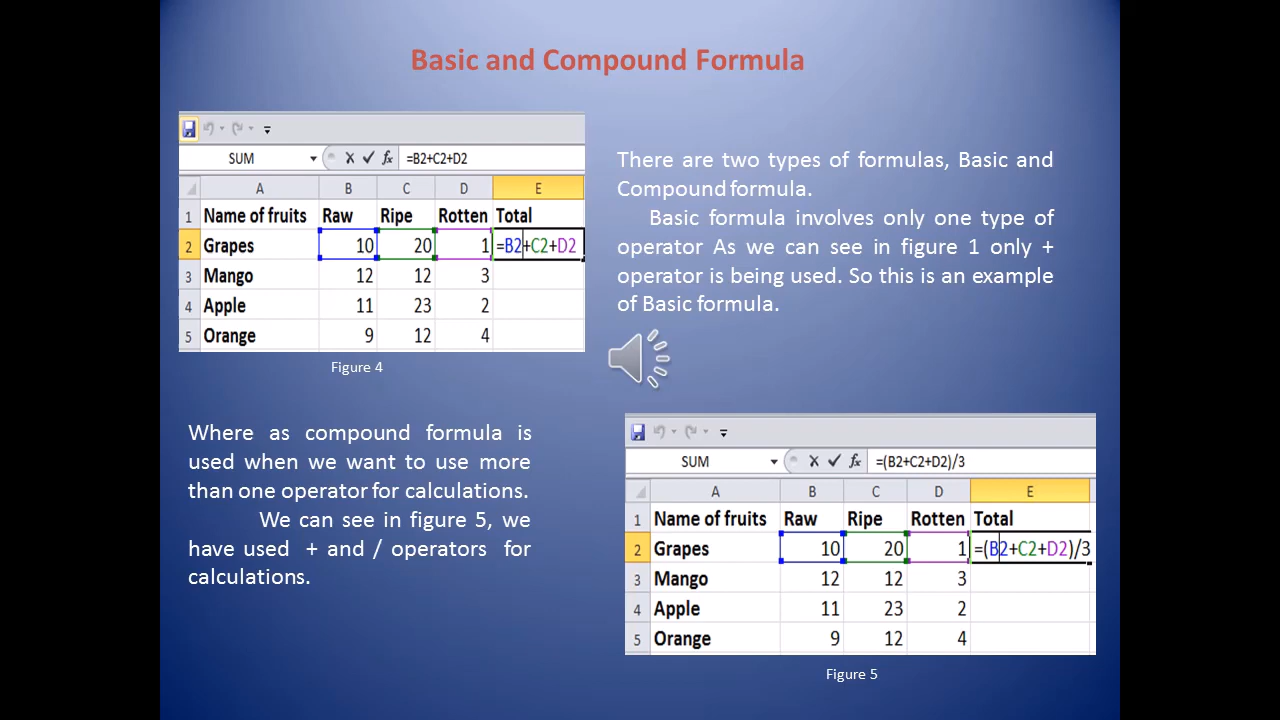 Basic and Compound Formula
SUM =B2+C2+D2
A B C D E
1 Name of fruits Raw Ripe Rotten Total
2 Grapes 10 20 1 =B2+C2+D2
3 Mango 12 12 3
4 Apple 11 23 2
5 Orange 9 12 4
Figure 4
There are two types of formulas, Basic and
Compound formula.
Basic formula involves only one type of
operator As we can see in figure 1 only +
operator is being used. So this is an example
of Basic formula.
Where as compound formula is
used when we want to use more
than one operator for calculations.
We can see in figure 5, we
have used + and / operators for
calculations.
SUM fx =(B2+C2+D2)/3
A B C D E
1 Name of fruits Raw Ripe Rotten Total
2 Grapes 10 20 1 =(B2+C2+D2)/3
3 Mango 12 12 3
4 Apple 11 23 2
5 Orange 9 12 4
Figure 5